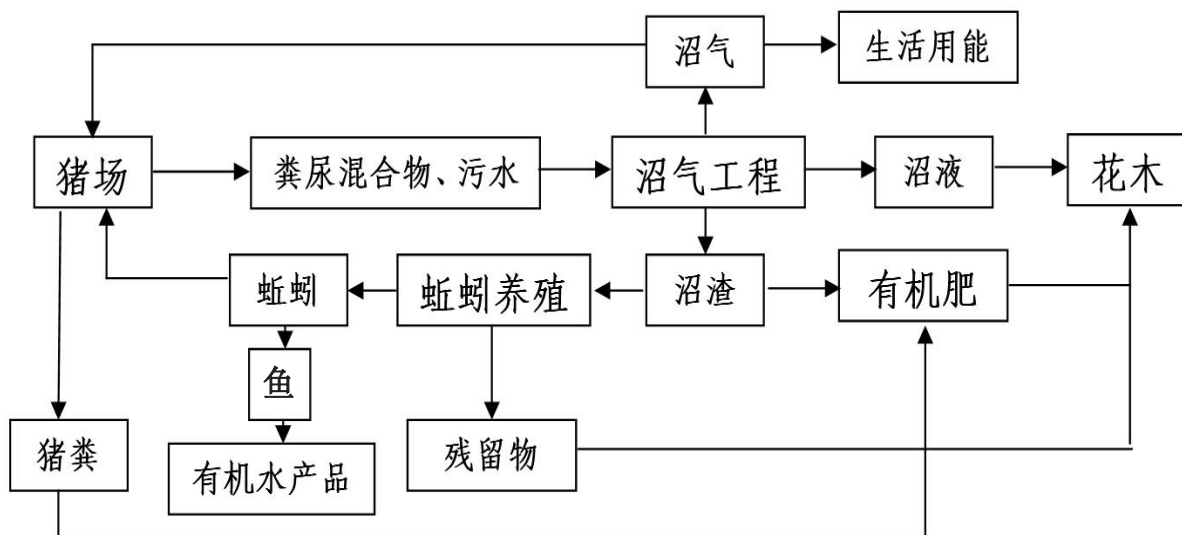 沼气
生活用能
猪场
粪尿混合物、污水
沼气工程
沼液
花木
蚯蚓
蚯蚓养殖
沼渣
有机肥
鱼
猪粪
有机水产品
残留物